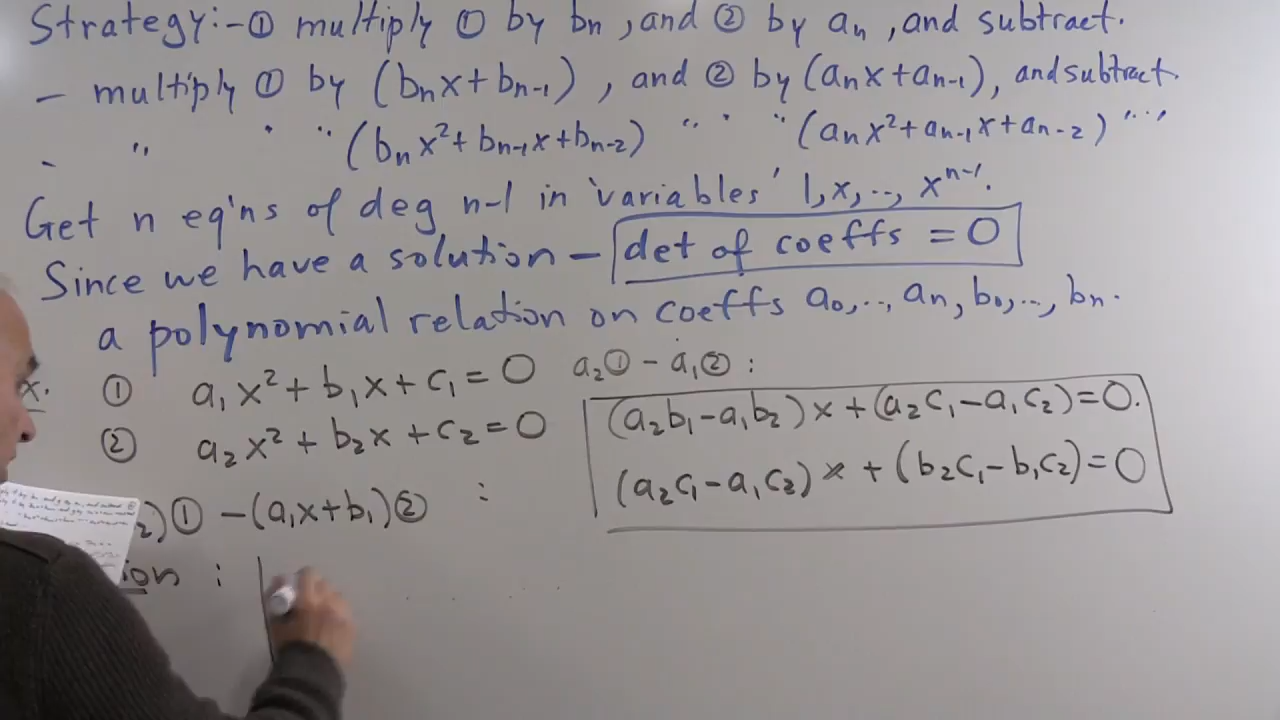 Strategy:- ① multiply ① by bₙ, and ② by aₙ, and subtract.
- multiply ① by (bₙx + bₙ₋₁), and ② by (aₙx + aₙ₋₁), and subtract.
- " " " (bₙx² + bₙ₋₁x + bₙ₋₂) " " " (aₙx² + aₙ₋₁x + aₙ₋₂) " "
Get n eq'ns of deg n-1 in 'variables' 1, x, .., xⁿ⁻¹.
Since we have a solution - det of coeffs = 0
a polynomial relation on coeffs a₀, .., aₙ, b₀, .., bₙ.
x. ① a₁x² + b₁x + c₁ = 0 a₂① - a₁② :
② a₂x² + b₂x + c₂ = 0
(a₂b₁ - a₁b₂)x + (a₂c₁ - a₁c₂) = 0.
(a₂c₁ - a₁c₂)x + (b₂c₁ - b₁c₂) = 0
₂)① - (a₁x + b₁)② :
ion :